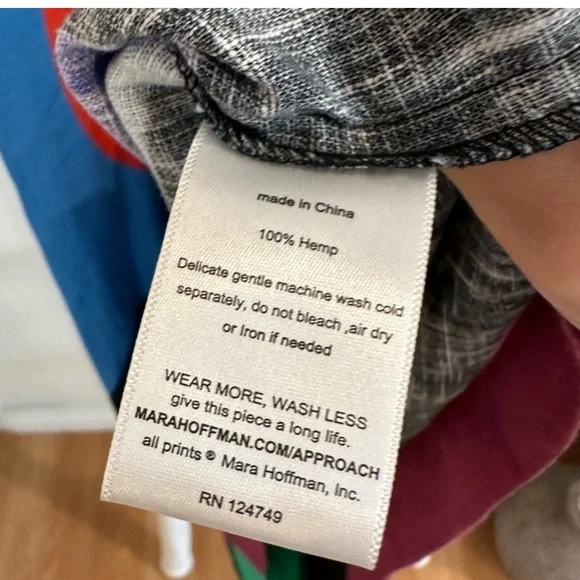 made in China
100% Hemp
Delicate gentle machine wash cold
separately, do not bleach ,air dry
or Iron if needed
WEAR MORE, WASH LESS
give this piece a long life.
MARAHOFFMAN.COM/APPROACH
all prints ® Mara Hoffman, Inc.
RN 124749